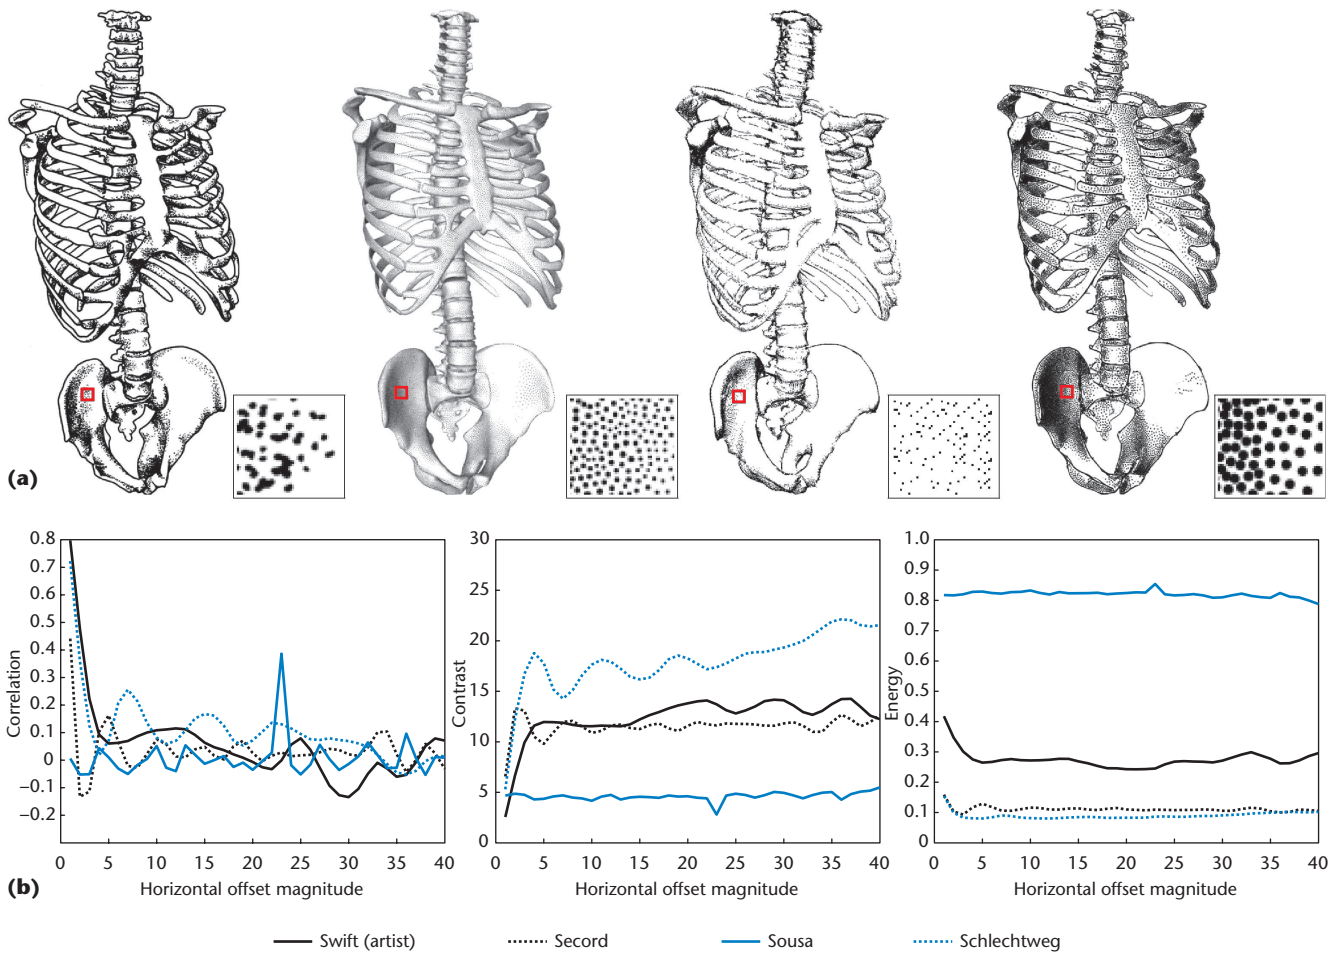 (a)
0.8
0.7
0.6
0.5
0.4
0.3
0.2
0.1
0
−0.1
−0.2
Correlation
0 5 10 15 20 25 30 35 40
Horizontal offset magnitude
30
25
20
15
10
5
0
Contrast
0 5 10 15 20 25 30 35 40
Horizontal offset magnitude
1.0
0.9
0.8
0.7
0.6
0.5
0.4
0.3
0.2
0.1
0
Energy
0 5 10 15 20 25 30 35 40
Horizontal offset magnitude
(b)
Swift (artist) Secord Sousa Schlechtweg